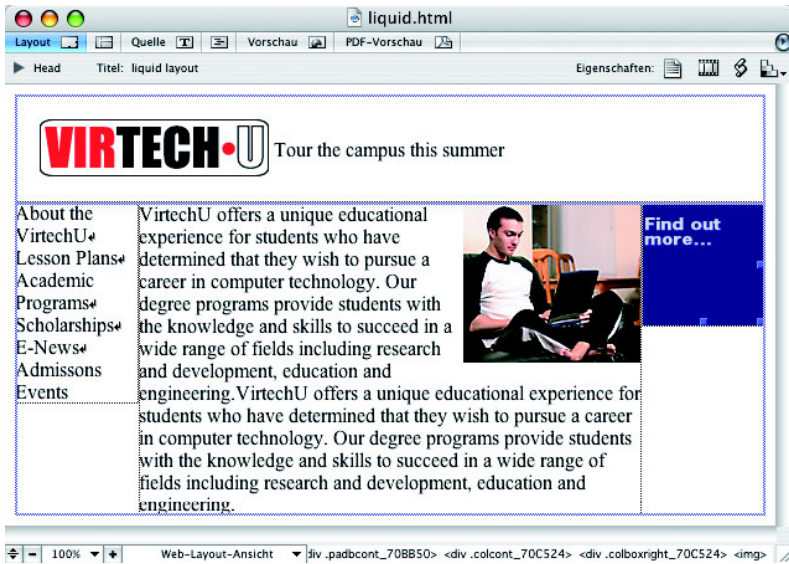 liquid.html
Layout Quelle T Vorschau PDF-Vorschau
Head Titel: liquid layout Eigenschaften:
VIRTECH•U Tour the campus this summer
About the
VirtechU↵
Lesson Plans↵
Academic
Programs↵
Scholarships↵
E-News↵
Admissons
Events
VirtechU offers a unique educational
experience for students who have
determined that they wish to pursue a
career in computer technology. Our
degree programs provide students with
the knowledge and skills to succeed in a
wide range of fields including research
and development, education and
engineering.VirtechU offers a unique educational experience for
students who have determined that they wish to pursue a career
in computer technology. Our degree programs provide students
with the knowledge and skills to succeed in a wide range of
fields including research and development, education and
engineering.
Find out
more...
100% Web-Layout-Ansicht div .padbcont_70BB50> <div .colcont_70C524> <div .colboxright_70C524> <img>